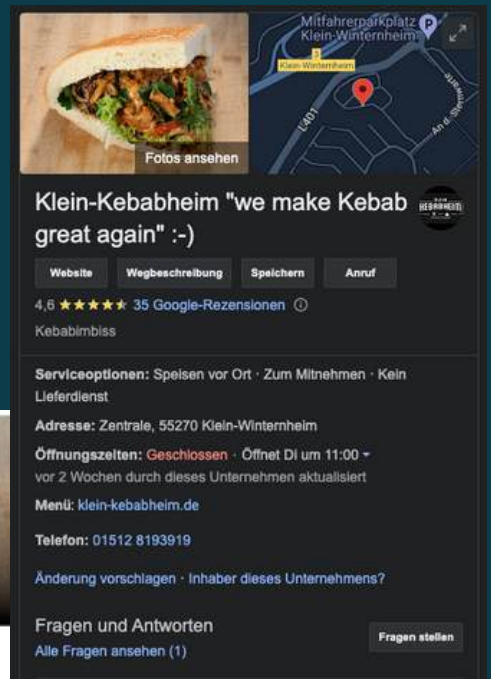 Mitfahrerparkplatz
Klein-Winternheim
P
3
Klein-Winternheim
L401
An d. Steinswarte
Fotos ansehen
Klein-Kebabheim "we make Kebab
great again" :-)
KEBABHEIM
Website
Wegbeschreibung
Speichern
Anruf
4,6 ★★★★★ 35 Google-Rezensionen ⓘ
Kebabimbiss
Serviceoptionen: Speisen vor Ort · Zum Mitnehmen · Kein
Lieferdienst
Adresse: Zentrale, 55270 Klein-Winternheim
Öffnungszeiten: Geschlossen · Öffnet Di um 11:00
vor 2 Wochen durch dieses Unternehmen aktualisiert
Menü: klein-kebabheim.de
Telefon: 01512 8193919
Änderung vorschlagen · Inhaber dieses Unternehmens?
Fragen und Antworten
Fragen stellen
Alle Fragen ansehen (1)